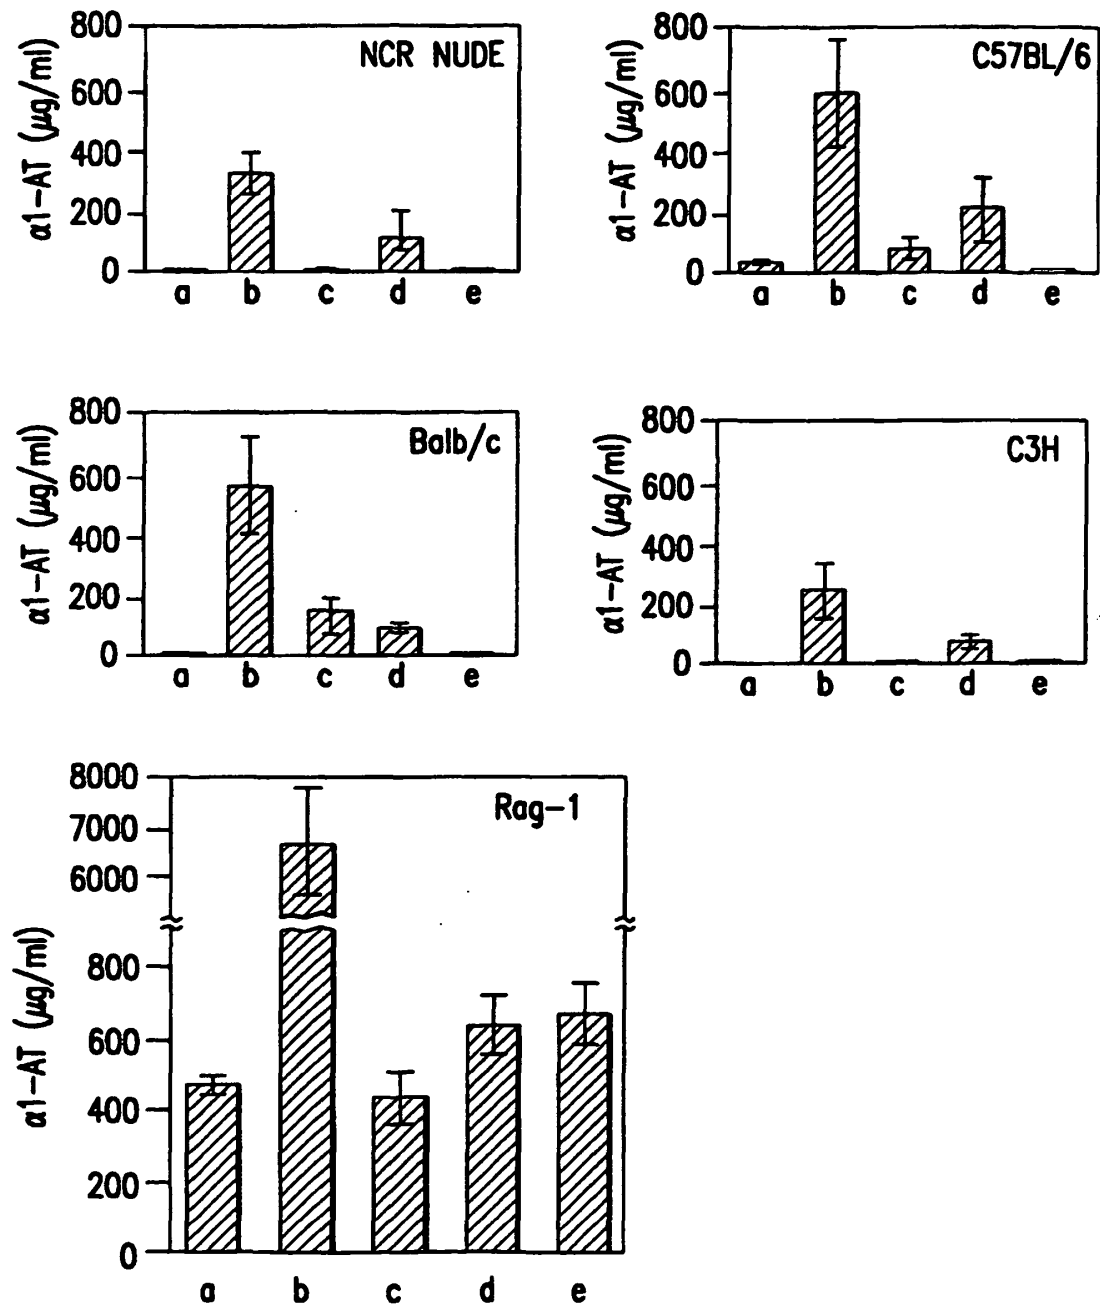 NCR NUDE
α1-AT (μg/ml)
800
600
400
200
0
a b c d e
C57BL/6
α1-AT (μg/ml)
800
600
400
200
0
a b c d e
Balb/c
α1-AT (μg/ml)
800
600
400
200
0
a b c d e
C3H
α1-AT (μg/ml)
800
600
400
200
0
a b c d e
Rag-1
α1-AT (μg/ml)
8000
7000
6000
800
600
400
200
0
a b c d e